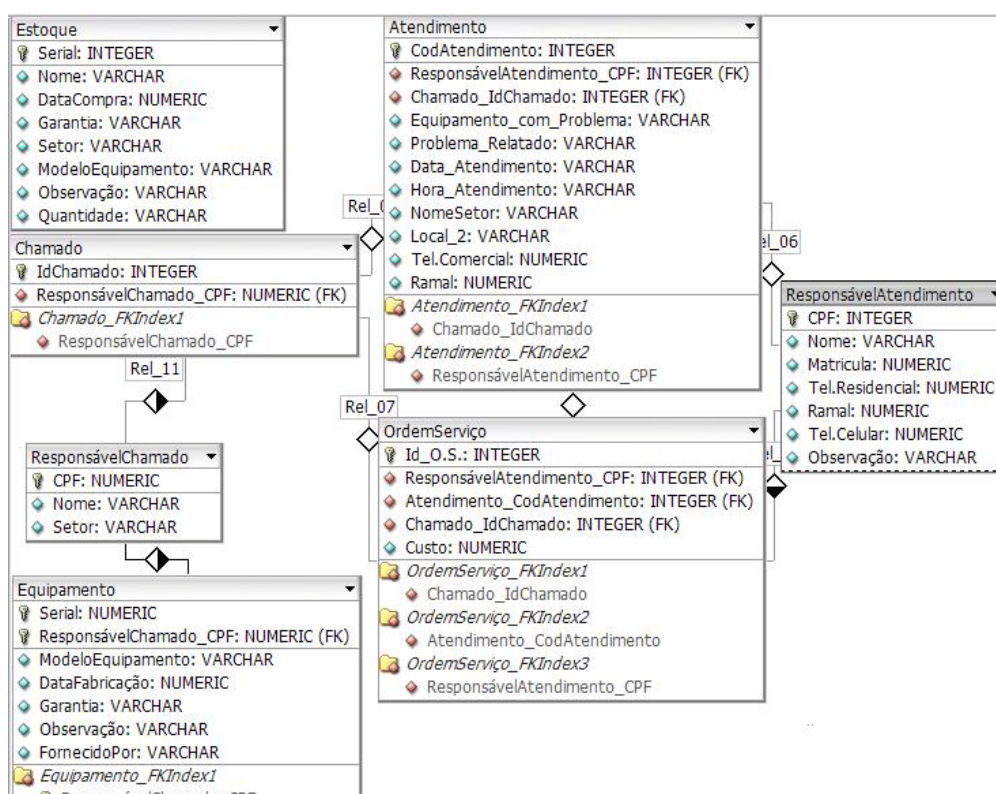 Estoque
Serial: INTEGER
Nome: VARCHAR
DataCompra: NUMERIC
Garantia: VARCHAR
Setor: VARCHAR
ModeloEquipamento: VARCHAR
Observação: VARCHAR
Quantidade: VARCHAR
Atendimento
CodAtendimento: INTEGER
ResponsávelAtendimento_CPF: INTEGER (FK)
Chamado_IdChamado: INTEGER (FK)
Equipamento_com_Problema: VARCHAR
Problema_Relatado: VARCHAR
Data_Atendimento: VARCHAR
Hora_Atendimento: VARCHAR
NomeSetor: VARCHAR
Local_2: VARCHAR
Tel.Comercial: NUMERIC
Ramal: NUMERIC
Atendimento_FKIndex1
Chamado_IdChamado
Atendimento_FKIndex2
ResponsávelAtendimento_CPF
Chamado
IdChamado: INTEGER
ResponsávelChamado_CPF: NUMERIC (FK)
Chamado_FKIndex1
ResponsávelChamado_CPF
el_06
ResponsávelAtendimento
CPF: INTEGER
Nome: VARCHAR
Matricula: NUMERIC
Tel.Residencial: NUMERIC
Ramal: NUMERIC
Tel.Celular: NUMERIC
Observação: VARCHAR
Rel_11
Rel_07
ResponsávelChamado
CPF: NUMERIC
Nome: VARCHAR
Setor: VARCHAR
OrdemServiço
Id_O.S.: INTEGER
ResponsávelAtendimento_CPF: INTEGER (FK)
Atendimento_CodAtendimento: INTEGER (FK)
Chamado_IdChamado: INTEGER (FK)
Custo: NUMERIC
OrdemServiço_FKIndex1
Chamado_IdChamado
OrdemServiço_FKIndex2
Atendimento_CodAtendimento
OrdemServiço_FKIndex3
ResponsávelAtendimento_CPF
Equipamento
Serial: NUMERIC
ResponsávelChamado_CPF: NUMERIC (FK)
ModeloEquipamento: VARCHAR
DataFabricação: NUMERIC
Garantia: VARCHAR
Observação: VARCHAR
FornecidoPor: VARCHAR
Equipamento_FKIndex1